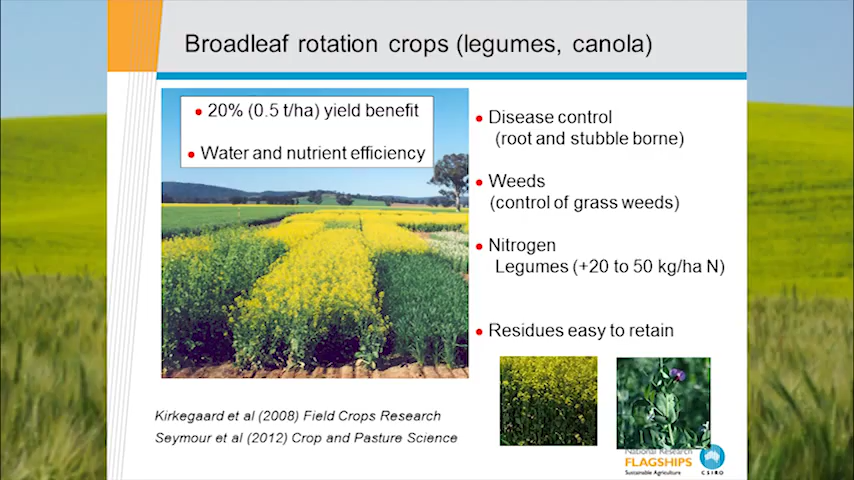 Broadleaf rotation crops (legumes, canola)
• 20% (0.5 t/ha) yield benefit
• Water and nutrient efficiency
• Disease control
(root and stubble borne)
• Weeds
(control of grass weeds)
• Nitrogen
Legumes (+20 to 50 kg/ha N)
• Residues easy to retain
Kirkegaard et al (2008) Field Crops Research
Seymour et al (2012) Crop and Pasture Science
National Research
FLAGSHIPS
Sustainable Agriculture
CSIRO